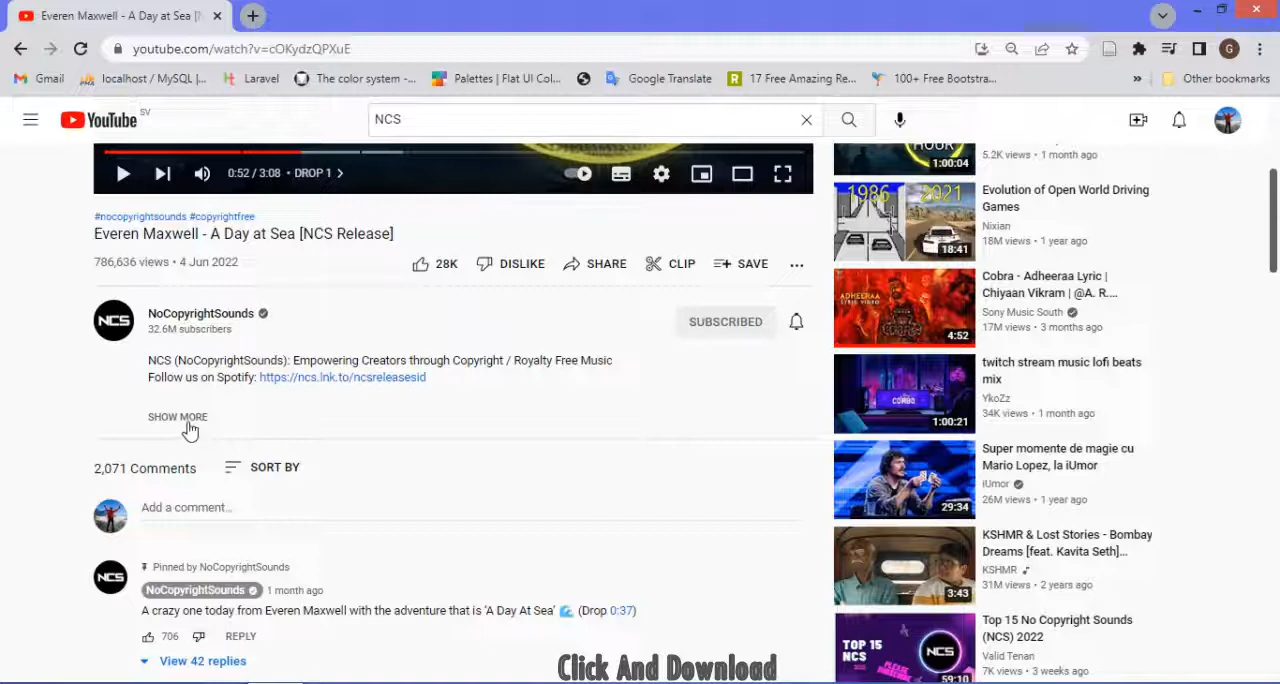 Everen Maxwell - A Day at Sea [N
youtube.com/watch?v=cOKydzQPXuE
G
Gmail
localhost / MySQL |...
Laravel
The color system -...
Palettes | Flat UI Col...
Google Translate
R
17 Free Amazing Re...
100+ Free Bootstra...
»
Other bookmarks
YouTube SV
NCS
HOUR
1:00:04
5.2K views • 1 month ago
0:52 / 3:08 • DROP 1
#nocopyrightsounds #copyrightfree
Everen Maxwell - A Day at Sea [NCS Release]
786,636 views • 4 Jun 2022
28K
DISLIKE
SHARE
CLIP
SAVE
NCS
NoCopyrightSounds
32.6M subscribers
SUBSCRIBED
NCS (NoCopyrightSounds): Empowering Creators through Copyright / Royalty Free Music
Follow us on Spotify: https://ncs.lnk.to/ncsreleasesid
SHOW MORE
2,071 Comments
SORT BY
Add a comment...
NCS
Pinned by NoCopyrightSounds
NoCopyrightSounds
1 month ago
A crazy one today from Everen Maxwell with the adventure that is 'A Day At Sea' 🌊 (Drop 0:37)
706
REPLY
View 42 replies
1986
2021
18:41
Evolution of Open World Driving
Games
Nixian
18M views • 1 year ago
ADHEERAA
4:52
Cobra - Adheeraa Lyric |
Chiyaan Vikram | @A. R....
Sony Music South
17M views • 3 months ago
COMBO
1:00:21
twitch stream music lofi beats
mix
YkoZz
34K views • 1 month ago
29:34
Super momente de magie cu
Mario Lopez, la iUmor
iUmor
26M views • 1 year ago
3:43
KSHMR & Lost Stories - Bombay
Dreams [feat. Kavita Seth]...
KSHMR
31M views • 2 years ago
TOP 15
NCS
PLEASE
NCS
59:10
Top 15 No Copyright Sounds
(NCS) 2022
Valid Tenan
7K views • 3 weeks ago
Click And Download